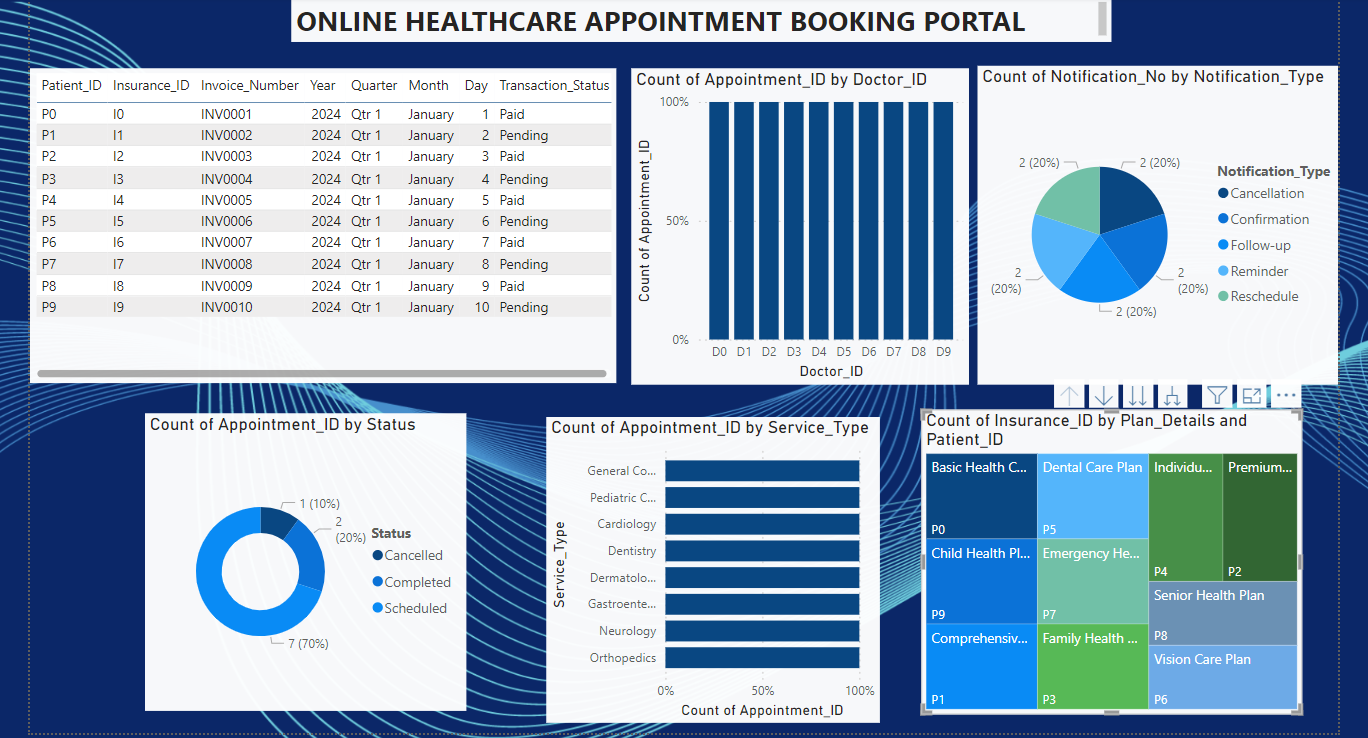 ONLINE HEALTHCARE APPOINTMENT BOOKING PORTAL
Patient_ID Insurance_ID Invoice_Number Year Quarter Month Day Transaction_Status
P0 I0 INV0001 2024 Qtr 1 January 1 Paid
P1 I1 INV0002 2024 Qtr 1 January 2 Pending
P2 I2 INV0003 2024 Qtr 1 January 3 Paid
P3 I3 INV0004 2024 Qtr 1 January 4 Pending
P4 I4 INV0005 2024 Qtr 1 January 5 Paid
P5 I5 INV0006 2024 Qtr 1 January 6 Pending
P6 I6 INV0007 2024 Qtr 1 January 7 Paid
P7 I7 INV0008 2024 Qtr 1 January 8 Pending
P8 I8 INV0009 2024 Qtr 1 January 9 Paid
P9 I9 INV0010 2024 Qtr 1 January 10 Pending
Count of Appointment_ID by Doctor_ID
Count of Appointment_ID
100%
50%
0%
D0 D1 D2 D3 D4 D5 D6 D7 D8 D9
Doctor_ID
Count of Notification_No by Notification_Type
2 (20%)
2 (20%)
2
(20%)
2
(20%)
2 (20%)
Notification_Type
Cancellation
Confirmation
Follow-up
Reminder
Reschedule
Count of Appointment_ID by Status
1 (10%)
2
(20%)
7 (70%)
Status
Cancelled
Completed
Scheduled
Count of Appointment_ID by Service_Type
Service_Type
General Co...
Pediatric C...
Cardiology
Dentistry
Dermatolo...
Gastroente...
Neurology
Orthopedics
0% 50% 100%
Count of Appointment_ID
Count of Insurance_ID by Plan_Details and
Patient_ID
Basic Health C...
P0
Child Health Pl...
P9
Comprehensiv...
P1
Dental Care Plan
P5
Emergency He...
P7
Family Health ...
P3
Individu...
P4
Premium...
P2
Senior Health Plan
P8
Vision Care Plan
P6